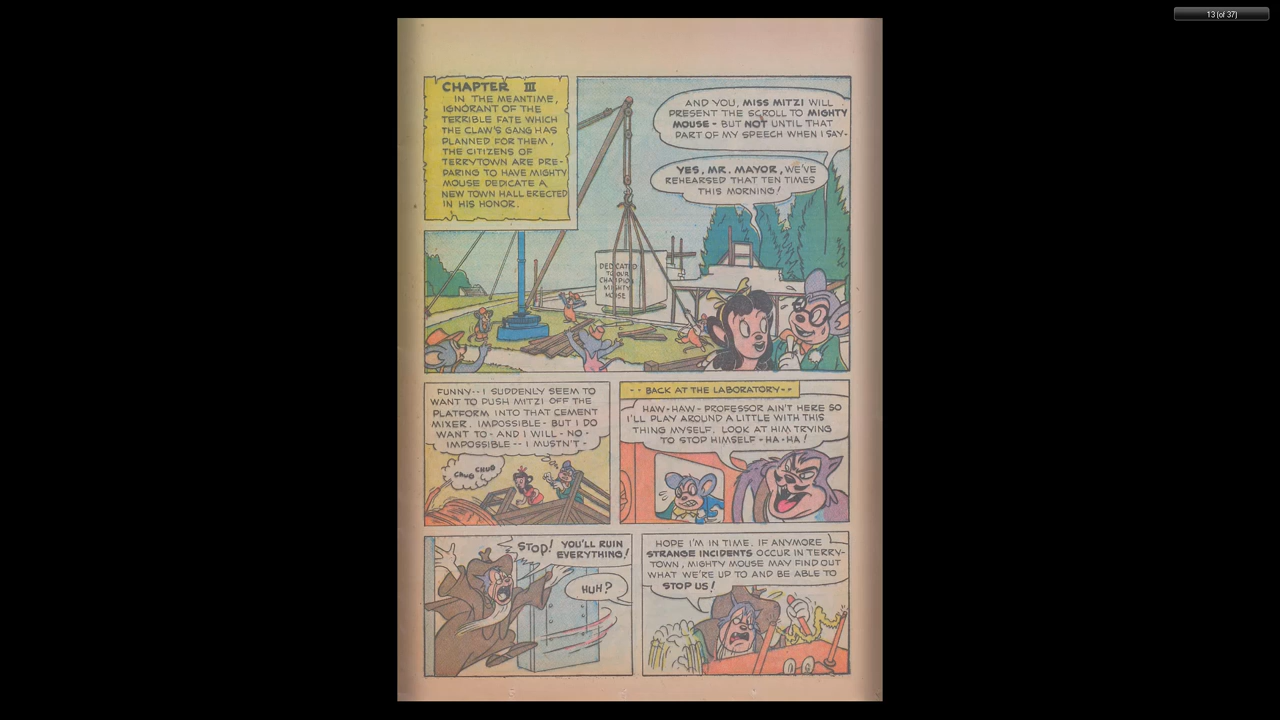 13 (of 37)
CHAPTER III
IN THE MEANTIME,
IGNORANT OF THE
TERRIBLE FATE WHICH
THE CLAW'S GANG HAS
PLANNED FOR THEM,
THE CITIZENS OF
TERRYTOWN ARE PRE-
PARING TO HAVE MIGHTY
MOUSE DEDICATE A
NEW TOWN HALL ERECTED
IN HIS HONOR.
AND YOU, MISS MITZI WILL
PRESENT THE SCROLL TO MIGHTY
MOUSE - BUT NOT UNTIL THAT
PART OF MY SPEECH WHEN I SAY-
YES, MR. MAYOR, WE'VE
REHEARSED THAT TEN TIMES
THIS MORNING!
DEDICATED
TO OUR
CHAMPION
MIGHTY
MOUSE
FUNNY-- I SUDDENLY SEEM TO
WANT TO PUSH MITZI OFF THE
PLATFORM INTO THAT CEMENT
MIXER. IMPOSSIBLE - BUT I DO
WANT TO - AND I WILL - NO -
IMPOSSIBLE -- I MUSTN'T -
CHUG CHUG
-- BACK AT THE LABORATORY--
HAW-HAW- PROFESSOR AIN'T HERE SO
I'LL PLAY AROUND A LITTLE WITH THIS
THING MYSELF. LOOK AT HIM TRYING
TO STOP HIMSELF - HA-HA!
STOP! YOU'LL RUIN
EVERYTHING!
HUH?
HOPE I'M IN TIME. IF ANYMORE
STRANGE INCIDENTS OCCUR IN TERRY-
TOWN, MIGHTY MOUSE MAY FIND OUT
WHAT WE'RE UP TO AND BE ABLE TO
STOP US!